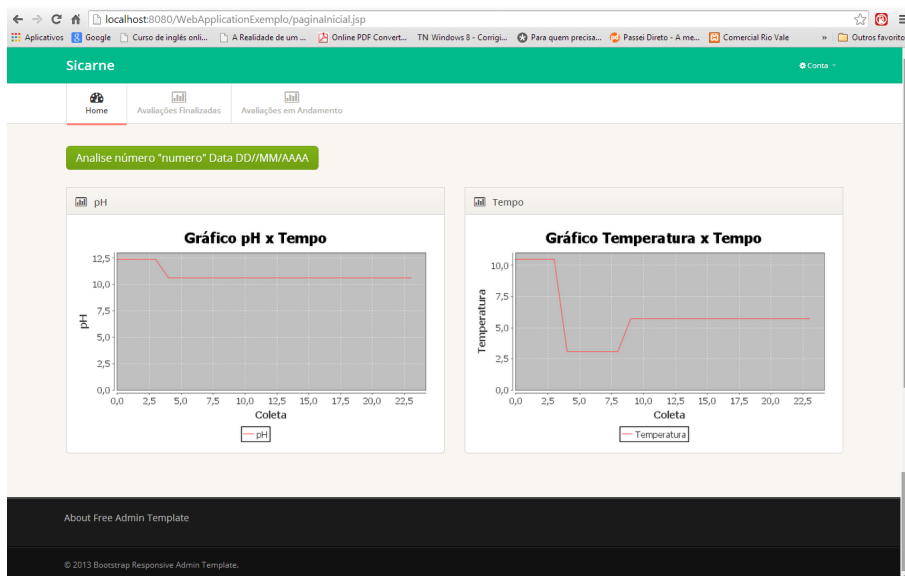 localhost:8080/WebApplicationExemplo/paginaInicial.jsp
Aplicativos Google Curso de inglês onli... A Realidade de um ... Online PDF Convert... TN Windows 8 - Corrigi... Para quem precisa... Passei Direto - A me... Comercial Rio Vale » Outros favorito
Sicarne Conta
Home Avaliações Finalizadas Avaliações em Andamento
Analise número "numero" Data DD//MM/AAAA
pH
Gráfico pH x Tempo
pH
12,5
10,0
7,5
5,0
2,5
0,0
0,0 2,5 5,0 7,5 10,0 12,5 15,0 17,5 20,0 22,5
Coleta
pH
Tempo
Gráfico Temperatura x Tempo
Temperatura
10,0
7,5
5,0
2,5
0,0
0,0 2,5 5,0 7,5 10,0 12,5 15,0 17,5 20,0 22,5
Coleta
Temperatura
About Free Admin Template
© 2013 Bootstrap Responsive Admin Template.